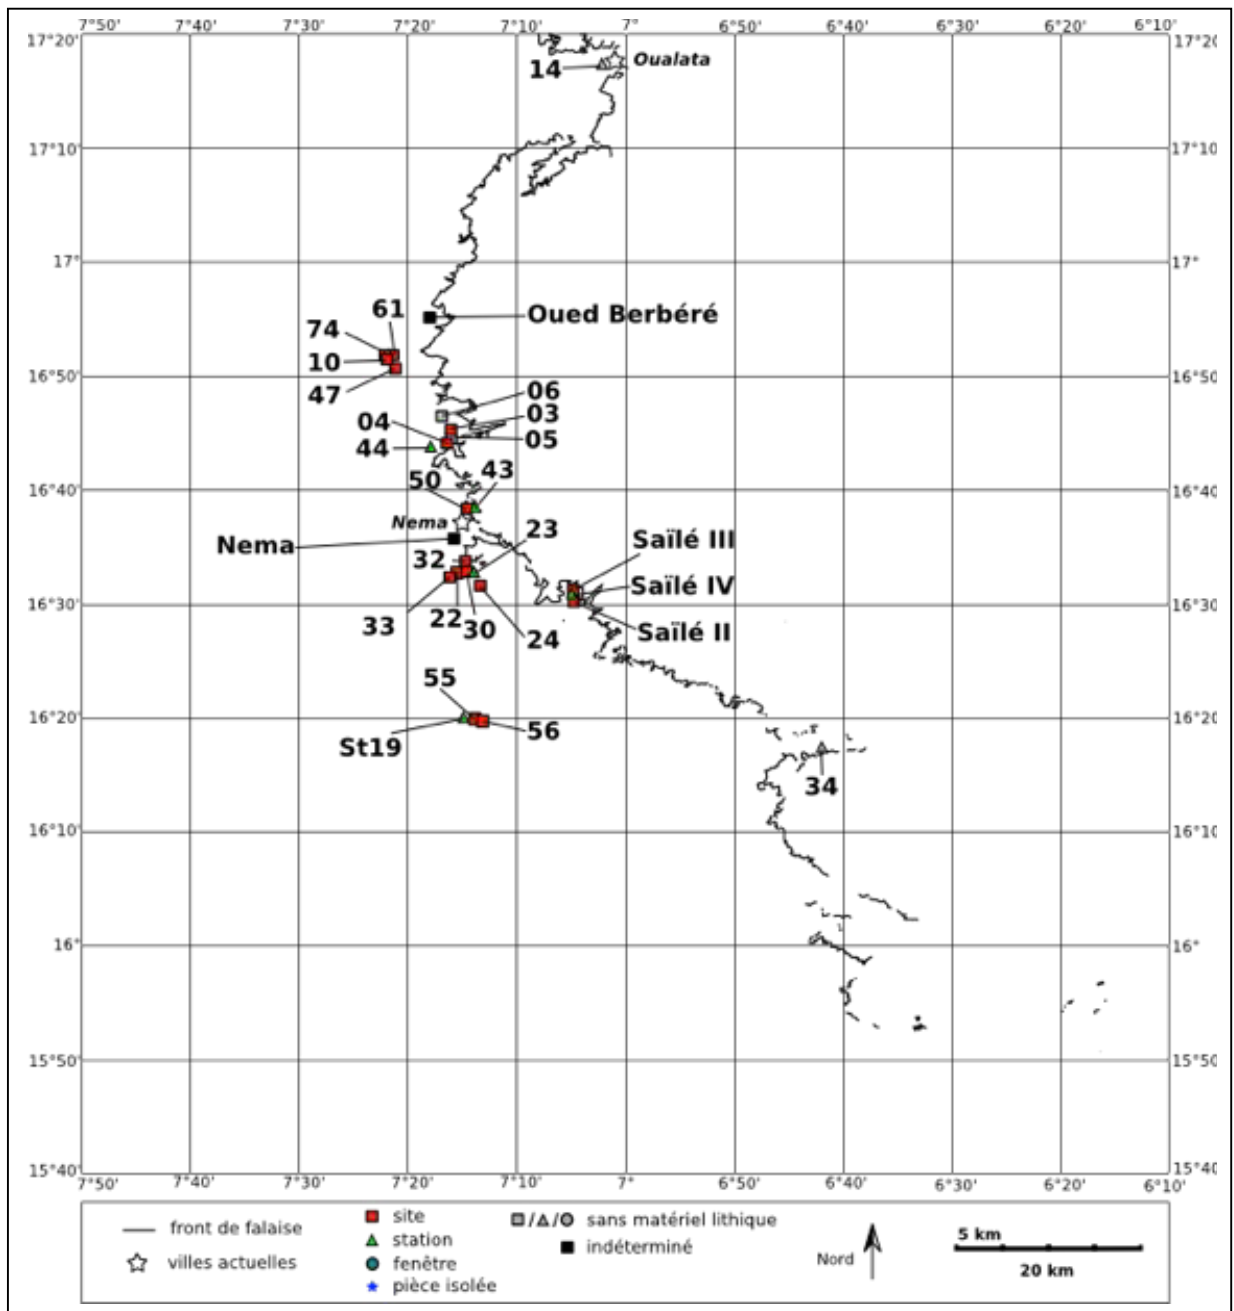 7°50' 7°40' 7°30' 7°20' 7°10' 7° 6°50' 6°40' 6°30' 6°20' 6°10'
17°20' 17°20
14 Oualata
17°10' 17°10
17° 17°
61
74 Oued Berbéré
10
47
16°50' 16°50
06
04 03
44 05
50 43
16°40' 16°40
Nema 23
Nema Saïlé III
32
Saïlé IV
16°30' 16°30
33 22 30 24 Saïlé II
55
16°20' 16°20
St19 56
34
16°10' 16°10
16° 16°
15°50' 15°50
15°40' 15°40
7°50' 7°40' 7°30' 7°20' 7°10' 7° 6°50' 6°40' 6°30' 6°20' 6°10'
front de falaise
villes actuelles
site
station
fenêtre
pièce isolée
/ / sans matériel lithique
indéterminé
Nord
5 km
20 km